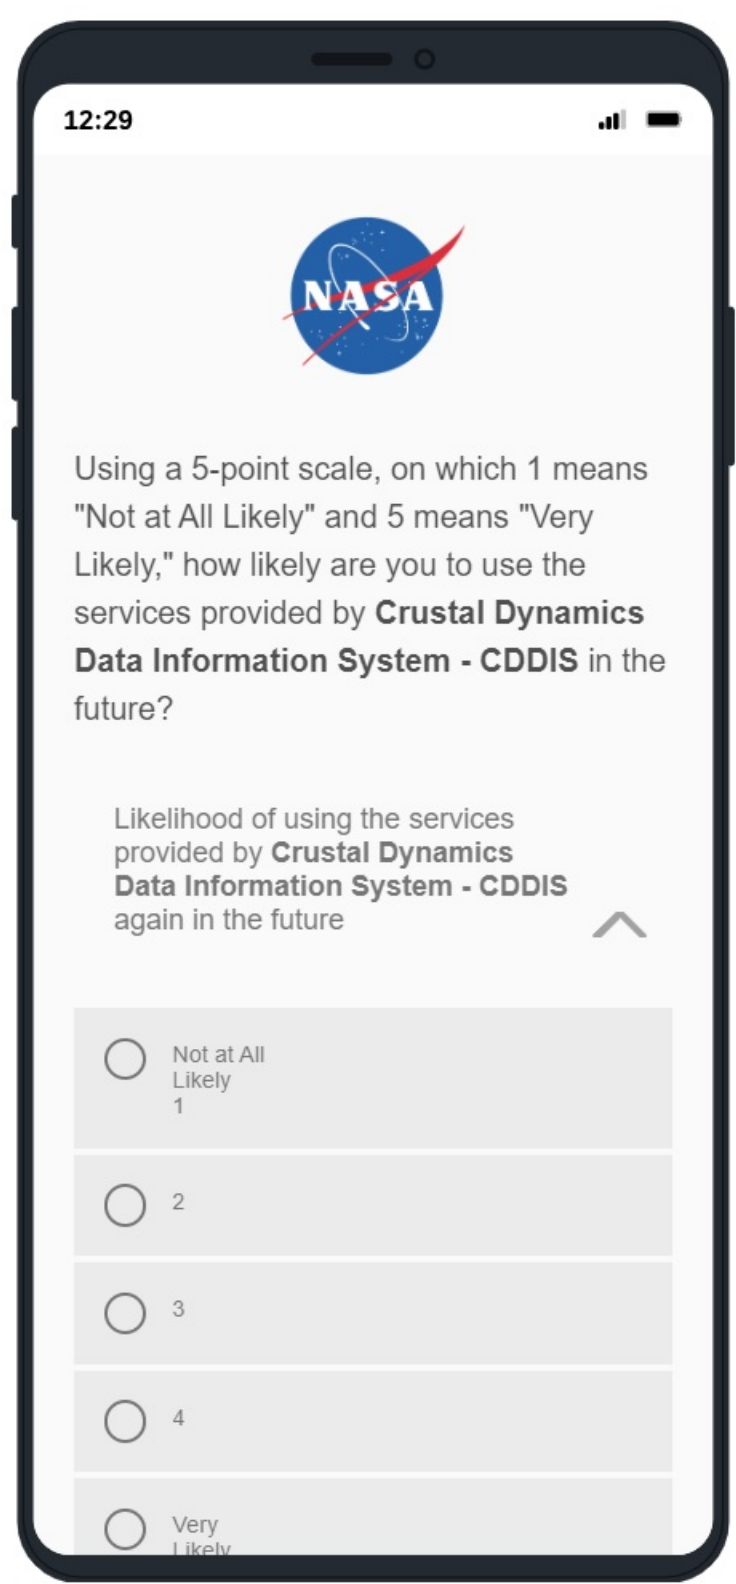 12:29
NASA
Using a 5-point scale, on which 1 means
"Not at All Likely" and 5 means "Very
Likely," how likely are you to use the
services provided by Crustal Dynamics
Data Information System - CDDIS in the
future?
Likelihood of using the services
provided by Crustal Dynamics
Data Information System - CDDIS
again in the future
Not at All
Likely
1
2
3
4
Very
Likely